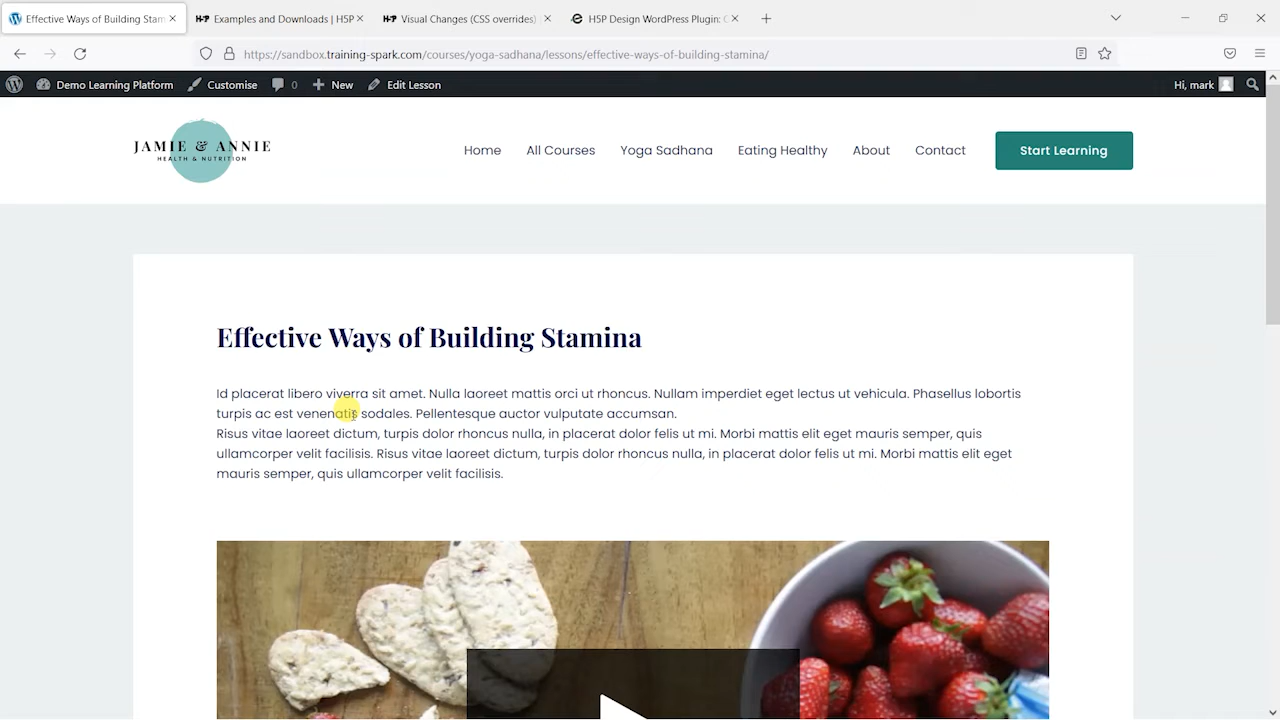 Effective Ways of Building Stam
H-P Examples and Downloads | H5P
H-P Visual Changes (CSS overrides)
H5P Design WordPress Plugin: C
https://sandbox.training-spark.com/courses/yoga-sadhana/lessons/effective-ways-of-building-stamina/
Demo Learning Platform Customise 0 New Edit Lesson Hi, mark
JAMIE & ANNIE
HEALTH & NUTRITION
Home All Courses Yoga Sadhana Eating Healthy About Contact Start Learning
Effective Ways of Building Stamina
Id placerat libero viverra sit amet. Nulla laoreet mattis orci ut rhoncus. Nullam imperdiet eget lectus ut vehicula. Phasellus lobortis
turpis ac est venenatis sodales. Pellentesque auctor vulputate accumsan.
Risus vitae laoreet dictum, turpis dolor rhoncus nulla, in placerat dolor felis ut mi. Morbi mattis elit eget mauris semper, quis
ullamcorper velit facilisis. Risus vitae laoreet dictum, turpis dolor rhoncus nulla, in placerat dolor felis ut mi. Morbi mattis elit eget
mauris semper, quis ullamcorper velit facilisis.